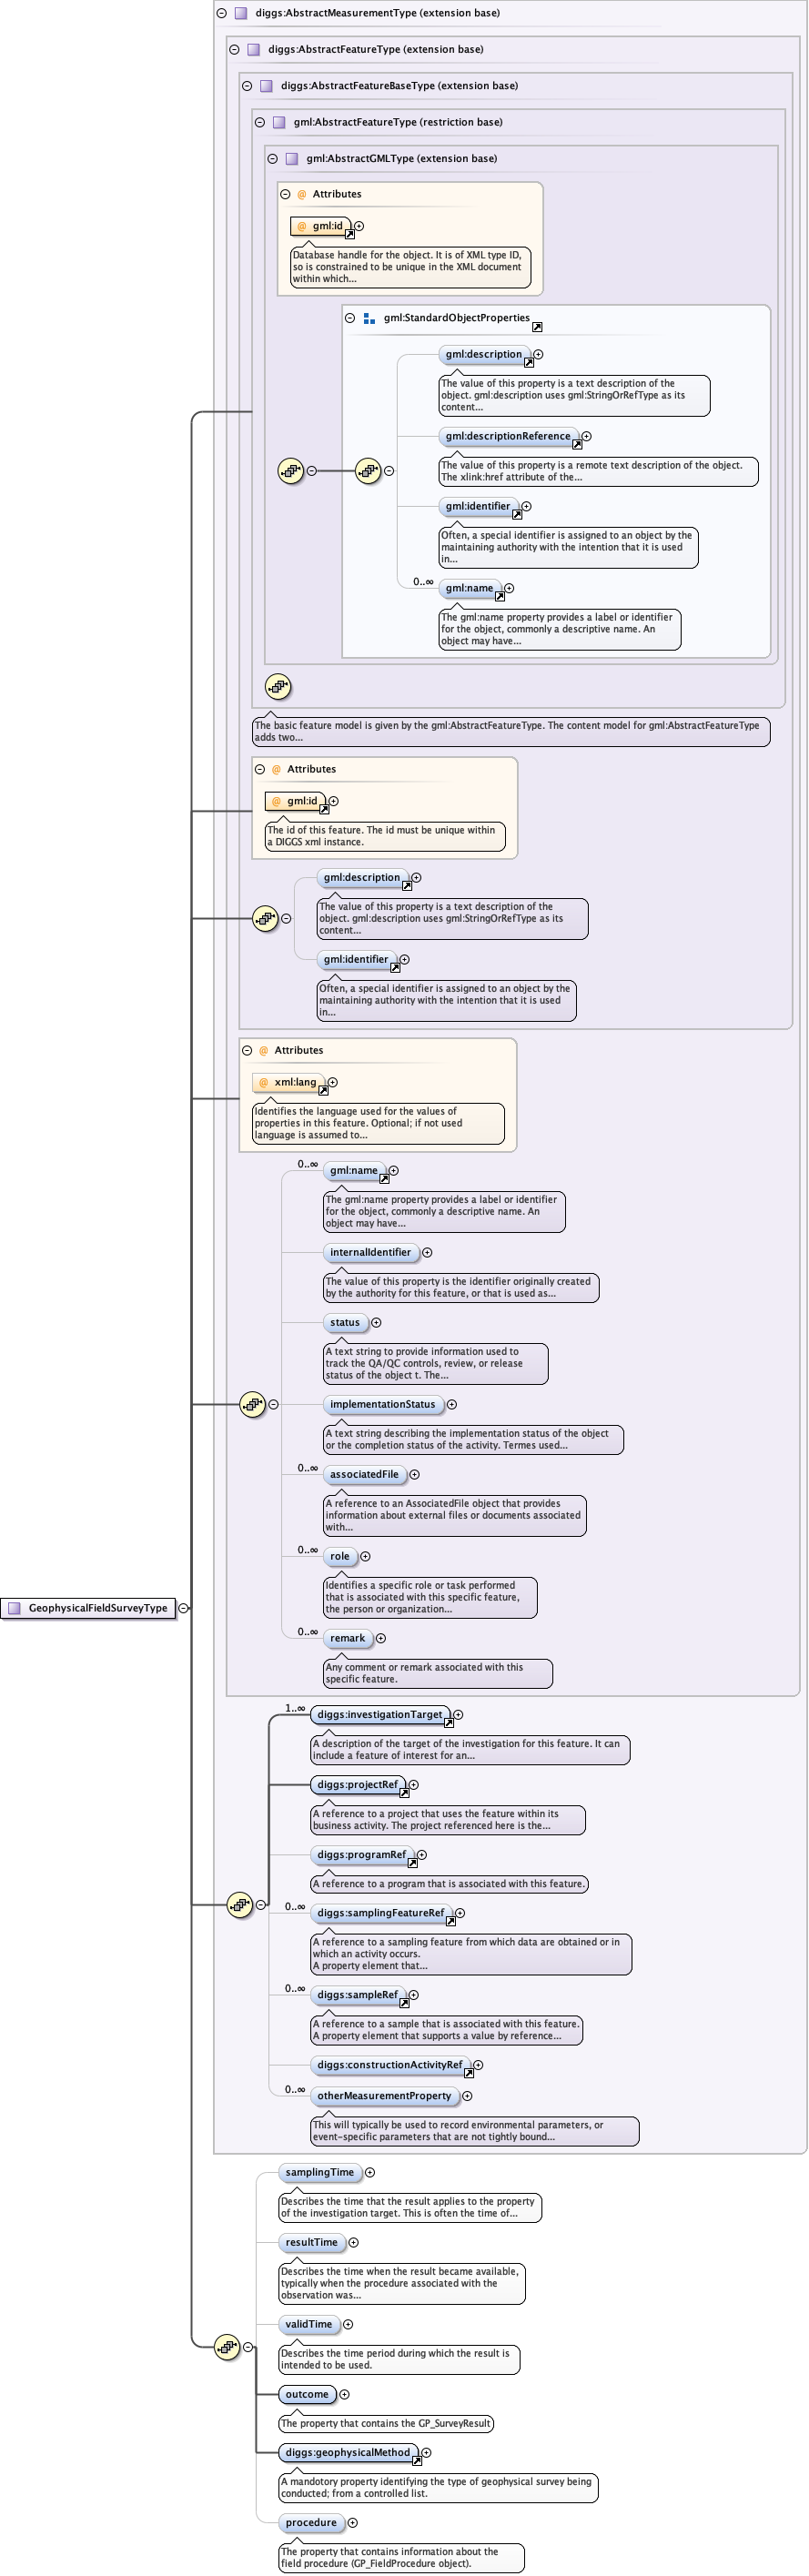 diggs:AbstractMeasurementType (extension base)
diggs:AbstractFeatureType (extension base)
diggs:AbstractFeatureBaseType (extension base)
gml:AbstractFeatureType (restriction base)
gml:AbstractGMLType (extension base)
@ Attributes
@ gml:id
Database handle for the object. It is of XML type ID,
so is constrained to be unique in the XML document
within which...
gml:StandardObjectProperties
gml:description
The value of this property is a text description of the
object. gml:description uses gml:StringOrRefType as its
content...
gml:descriptionReference
The value of this property is a remote text description of the object.
The xlink:href attribute of the...
gml:identifier
Often, a special identifier is assigned to an object by the
maintaining authority with the intention that it is used
in...
0..∞ gml:name
The gml:name property provides a label or identifier
for the object, commonly a descriptive name. An
object may have...
The basic feature model is given by the gml:AbstractFeatureType. The content model for gml:AbstractFeatureType
adds two...
@ Attributes
@ gml:id
The id of this feature. The id must be unique within
a DIGGS xml instance.
gml:description
The value of this property is a text description of the
object. gml:description uses gml:StringOrRefType as its
content...
gml:identifier
Often, a special identifier is assigned to an object by the
maintaining authority with the intention that it is used
in...
@ Attributes
@ xml:lang
Identifies the language used for the values of
properties in this feature. Optional; if not used
language is assumed to...
0..∞ gml:name
The gml:name property provides a label or identifier
for the object, commonly a descriptive name. An
object may have...
internalIdentifier
The value of this property is the identifier originally created
by the authority for this feature, or that is used as...
status
A text string to provide information used to
track the QA/QC controls, review, or release
status of the object t. The...
implementationStatus
A text string describing the implementation status of the object
or the completion status of the activity. Termes used...
0..∞ associatedFile
A reference to an AssociatedFile object that provides
information about external files or documents associated
with...
0..∞ role
Identifies a specific role or task performed
that is associated with this specific feature,
the person or organization...
GeophysicalFieldSurveyType
0..∞ remark
Any comment or remark associated with this
specific feature.
1..∞ diggs:investigationTarget
A description of the target of the investigation for this feature. It can
include a feature of interest for an...
diggs:projectRef
A reference to a project that uses the feature within its
business activity. The project referenced here is the...
diggs:programRef
A reference to a program that is associated with this feature.
0..∞ diggs:samplingFeatureRef
A reference to a sampling feature from which data are obtained or in
which an activity occurs.
A property element that...
0..∞ diggs:sampleRef
A reference to a sample that is associated with this feature.
A property element that supports a value by reference...
diggs:constructionActivityRef
0..∞ otherMeasurementProperty
This will typically be used to record environmental parameters, or
event-specific parameters that are not tightly bound...
samplingTime
Describes the time that the result applies to the property
of the investigation target. This is often the time of...
resultTime
Describes the time when the result became available,
typically when the procedure associated with the
observation was...
validTime
Describes the time period during which the result is
intended to be used.
outcome
The property that contains the GP_SurveyResult
diggs:geophysicalMethod
A mandotory property identifying the type of geophysical survey being
conducted; from a controlled list.
procedure
The property that contains information about the
field procedure (GP_FieldProcedure object).